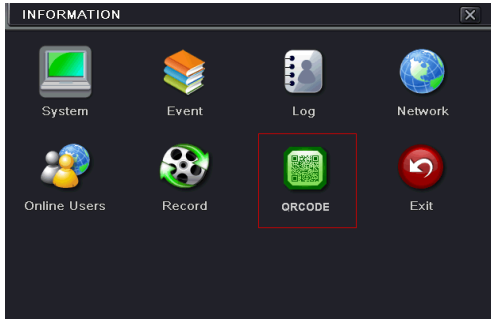 INFORMATION
System Event Log Network
Online Users Record QRCODE Exit